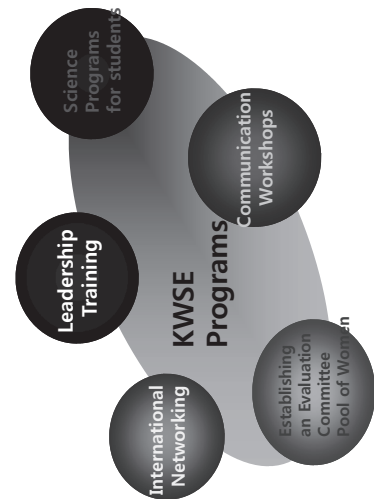 International
Networking
Leadership
Training
Science
Programs
for students
KWSE
Programs
Communication
Workshops
Establishing
an Evaluation
Committee
Pool of Women